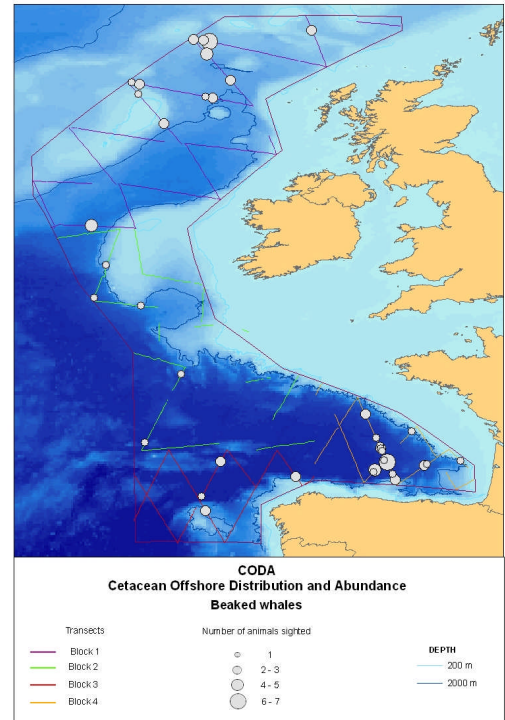 CODA
Cetacean Offshore Distribution and Abundance
Beaked whales
Transects
Block 1
Block 2
Block 3
Block 4
Number of animals sighted
1
2 - 3
4 - 5
6 - 7
DEPTH
200 m
2000 m